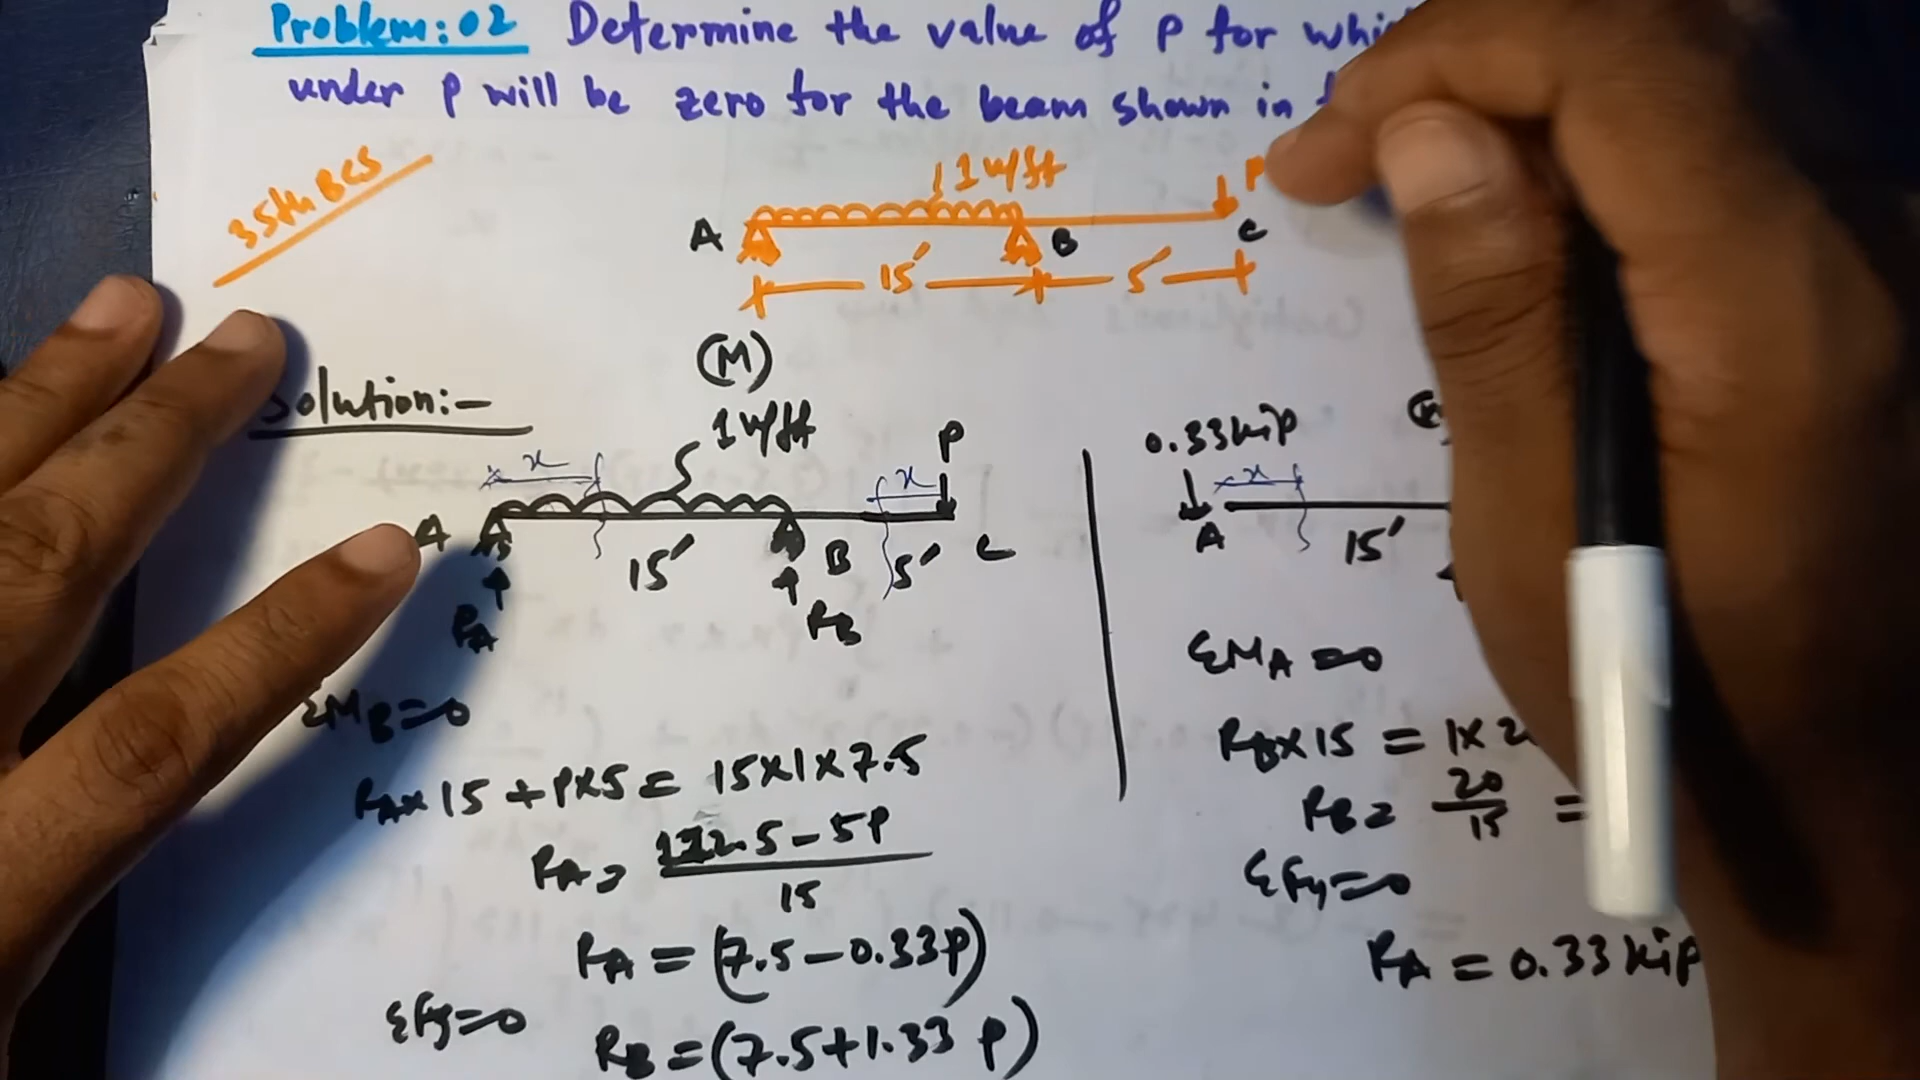 Problem: 02 Determine the value of P for whi
under P will be zero for the beam shown in
35th BCS
1 k/ft
P
A
B
C
15'
5'
(M)
Solution:-
1 k/ft
P
x
x
A
15'
B
5'
C
RA
RB
ΣMB=0
RA×15 + P×5 = 15×1×7.5
RA = 112.5-5P
15
RA = (7.5-0.33P)
ΣFy=0
RB = (7.5+1.33 P)
0.33 kip
x
A
15'
ΣMA=0
RB×15 = 1×2
RB = 20
15 =
ΣFy=0
RA = 0.33 kip